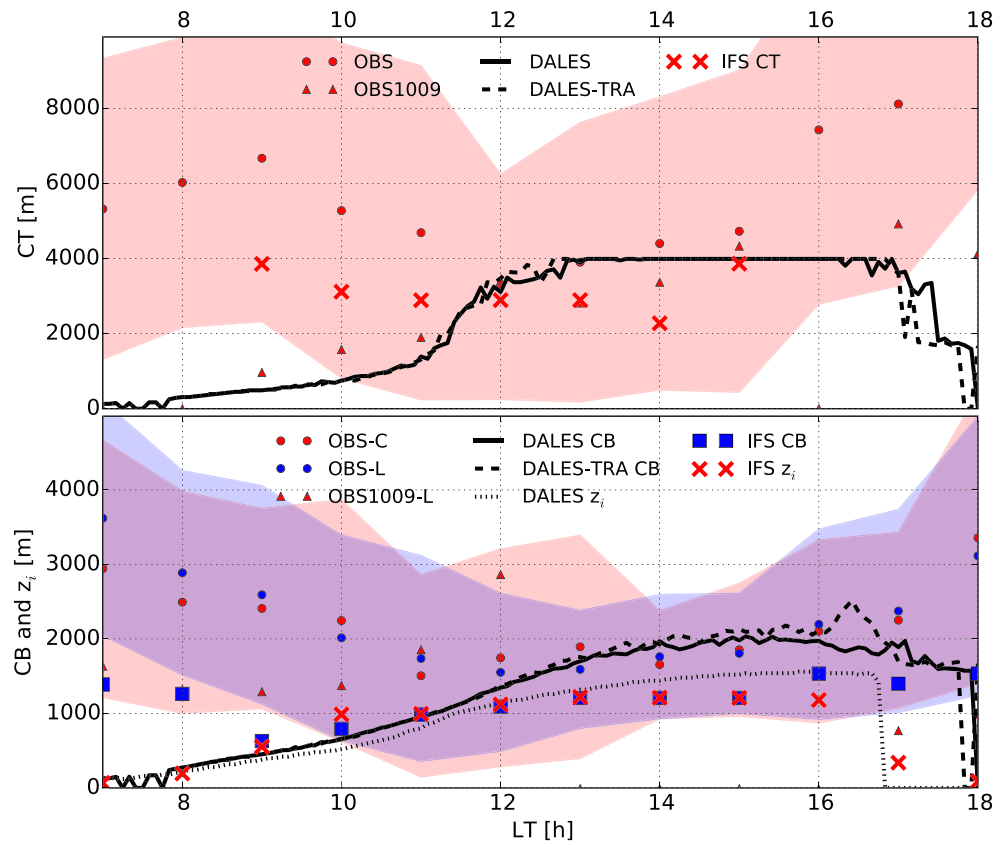 8 10 12 14 16 18
OBS DALES IFS CT
OBS1009 DALES-TRA
8000
6000
4000
2000
0
CT [m]
OBS-C DALES CB IFS CB
OBS-L DALES-TRA CB IFS z_i
OBS1009-L DALES z_i
4000
3000
2000
1000
0
CB and z_i [m]
8 10 12 14 16 18
LT [h]